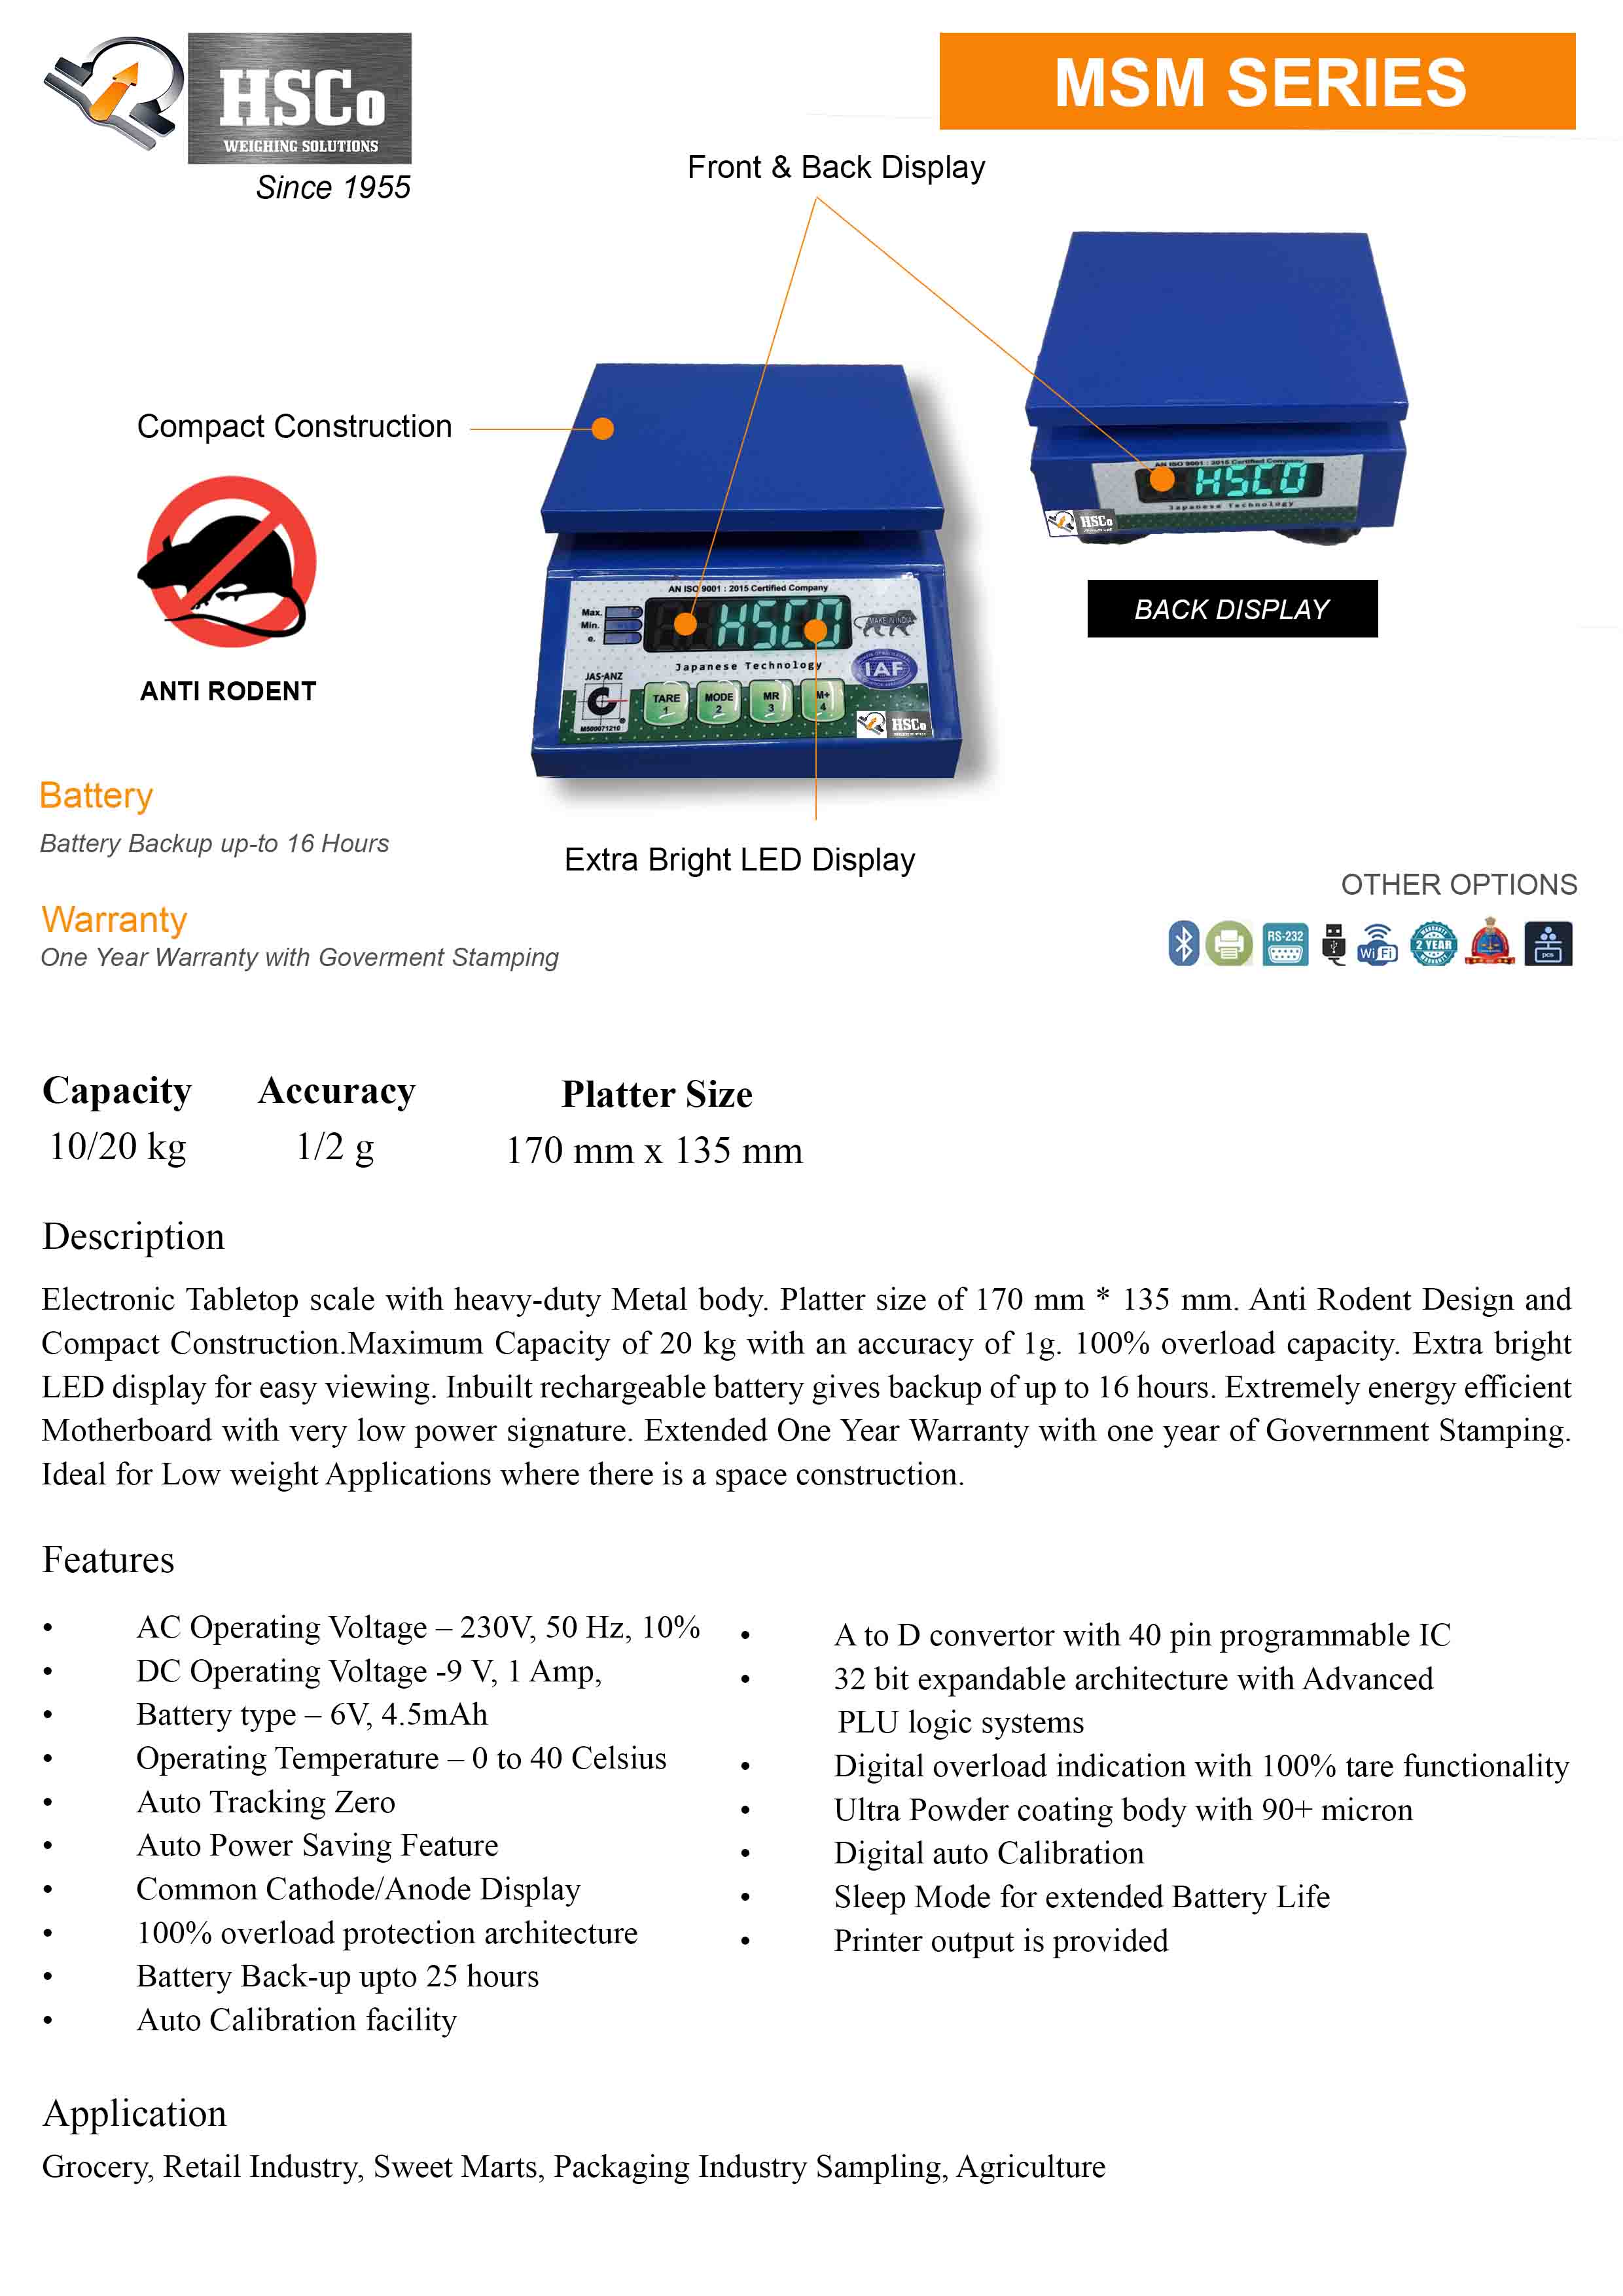 HSCo
WEIGHING SOLUTIONS
Since 1955
MSM SERIES
Front & Back Display
Compact Construction
ANTI RODENT
AN ISO 9001 : 2015 Certified Company
HSCO
Japanese Technology
HSCo
BACK DISPLAY
AN ISO 9001 : 2015 Certified Company
Max.
Min.
e.
HSCO
MAKE IN INDIA
Japanese Technology
IAF
JAS-ANZ
M500071210
TARE
1
MODE
2
MR
3
M+
4
HSCo
Battery
Battery Backup up-to 16 Hours
Extra Bright LED Display
Warranty
One Year Warranty with Goverment Stamping
OTHER OPTIONS
RS-232
Wi Fi
WARRANTY
2 YEAR
WARRANTY
pcs
Capacity Accuracy Platter Size
10/20 kg 1/2 g 170 mm x 135 mm
Description
Electronic Tabletop scale with heavy-duty Metal body. Platter size of 170 mm * 135 mm. Anti Rodent Design and
Compact Construction.Maximum Capacity of 20 kg with an accuracy of 1g. 100% overload capacity. Extra bright
LED display for easy viewing. Inbuilt rechargeable battery gives backup of up to 16 hours. Extremely energy efficient
Motherboard with very low power signature. Extended One Year Warranty with one year of Government Stamping.
Ideal for Low weight Applications where there is a space construction.
Features
• AC Operating Voltage – 230V, 50 Hz, 10%
• DC Operating Voltage -9 V, 1 Amp,
• Battery type – 6V, 4.5mAh
• Operating Temperature – 0 to 40 Celsius
• Auto Tracking Zero
• Auto Power Saving Feature
• Common Cathode/Anode Display
• 100% overload protection architecture
• Battery Back-up upto 25 hours
• Auto Calibration facility
• A to D convertor with 40 pin programmable IC
• 32 bit expandable architecture with Advanced
PLU logic systems
• Digital overload indication with 100% tare functionality
• Ultra Powder coating body with 90+ micron
• Digital auto Calibration
• Sleep Mode for extended Battery Life
• Printer output is provided
Application
Grocery, Retail Industry, Sweet Marts, Packaging Industry Sampling, Agriculture